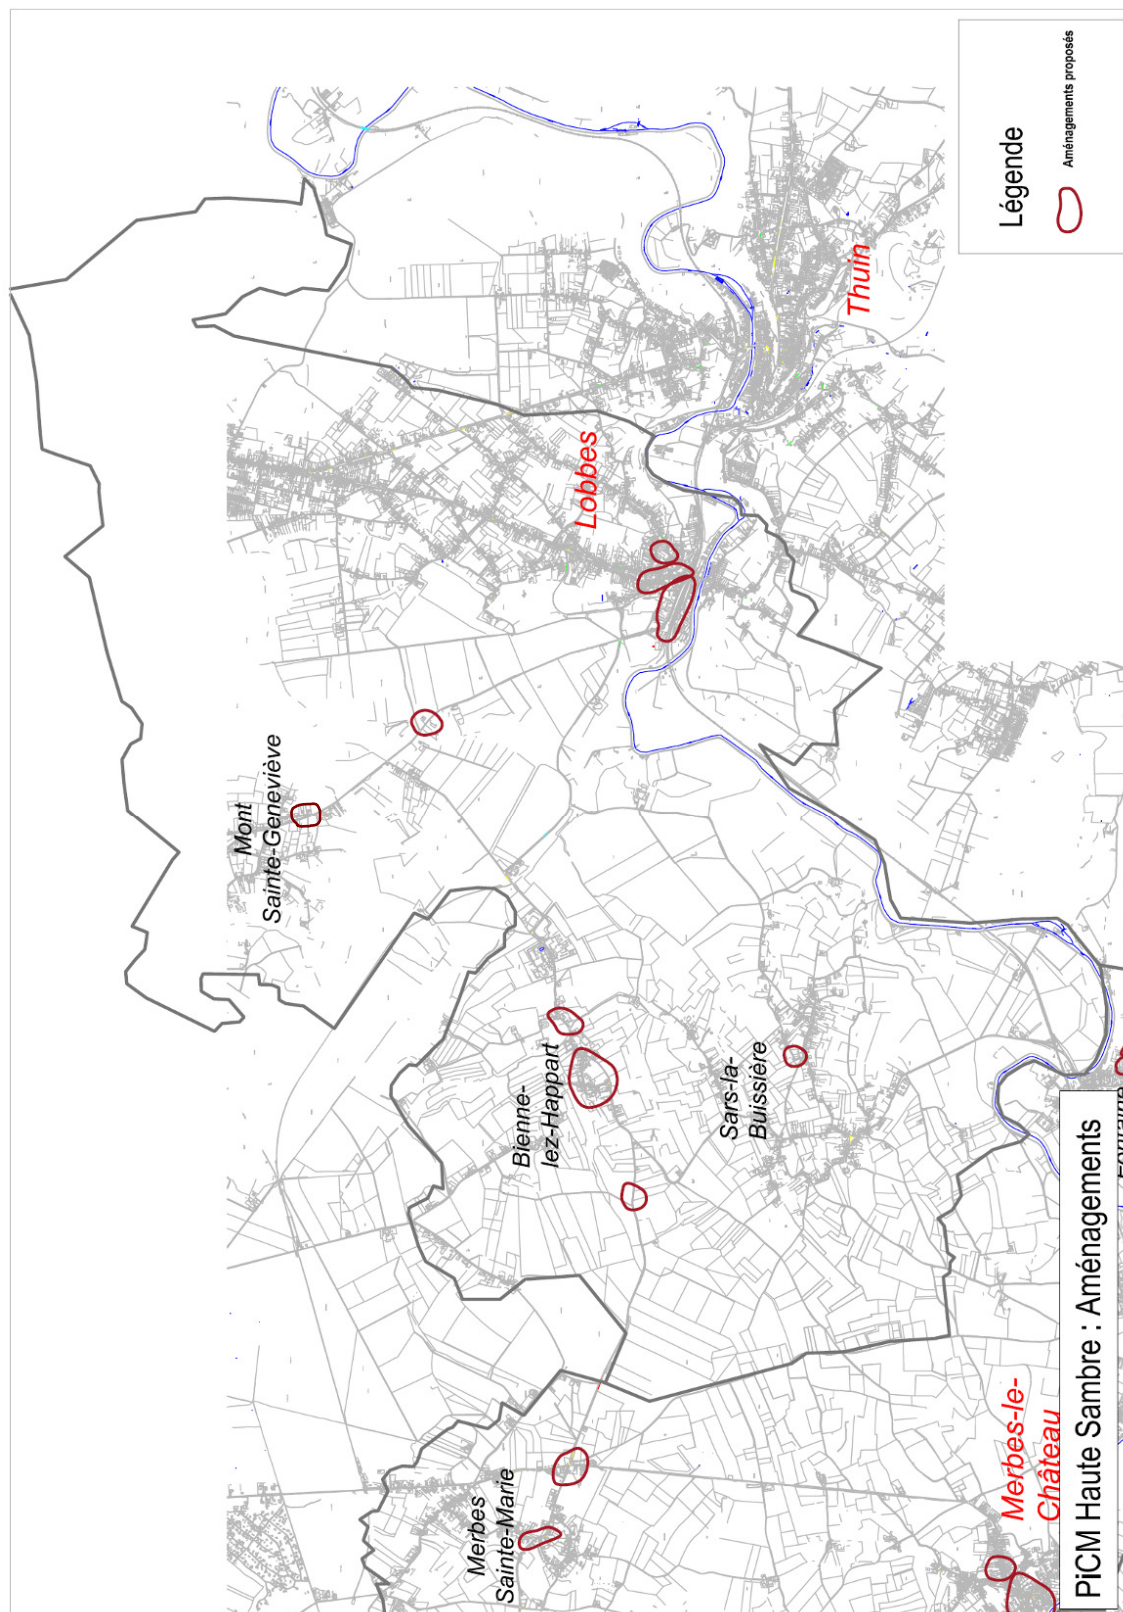 Légende
Aménagements proposés
Thuin
Lobbes
Mont
Sainte-Geneviève
Bienne-
lez-Happart
Sars-la-
Buissière
Merbes
Sainte-Marie
Merbes-le-
Château
PICM Haute Sambre : Aménagements